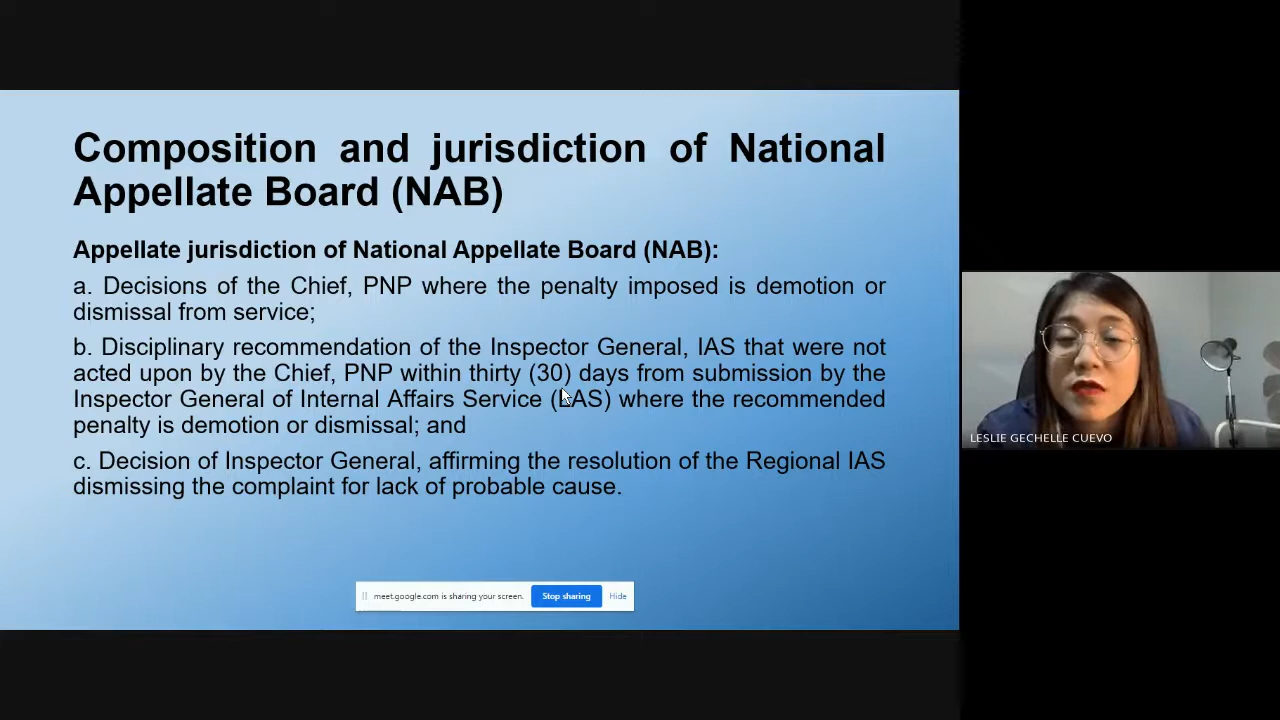 Composition and jurisdiction of National
Appellate Board (NAB)
Appellate jurisdiction of National Appellate Board (NAB):
a. Decisions of the Chief, PNP where the penalty imposed is demotion or
dismissal from service;
b. Disciplinary recommendation of the Inspector General, IAS that were not
acted upon by the Chief, PNP within thirty (30) days from submission by the
Inspector General of Internal Affairs Service (IAS) where the recommended
penalty is demotion or dismissal; and
c. Decision of Inspector General, affirming the resolution of the Regional IAS
dismissing the complaint for lack of probable cause.
meet.google.com is sharing your screen. Stop sharing Hide
LESLIE GECHELLE CUEVO